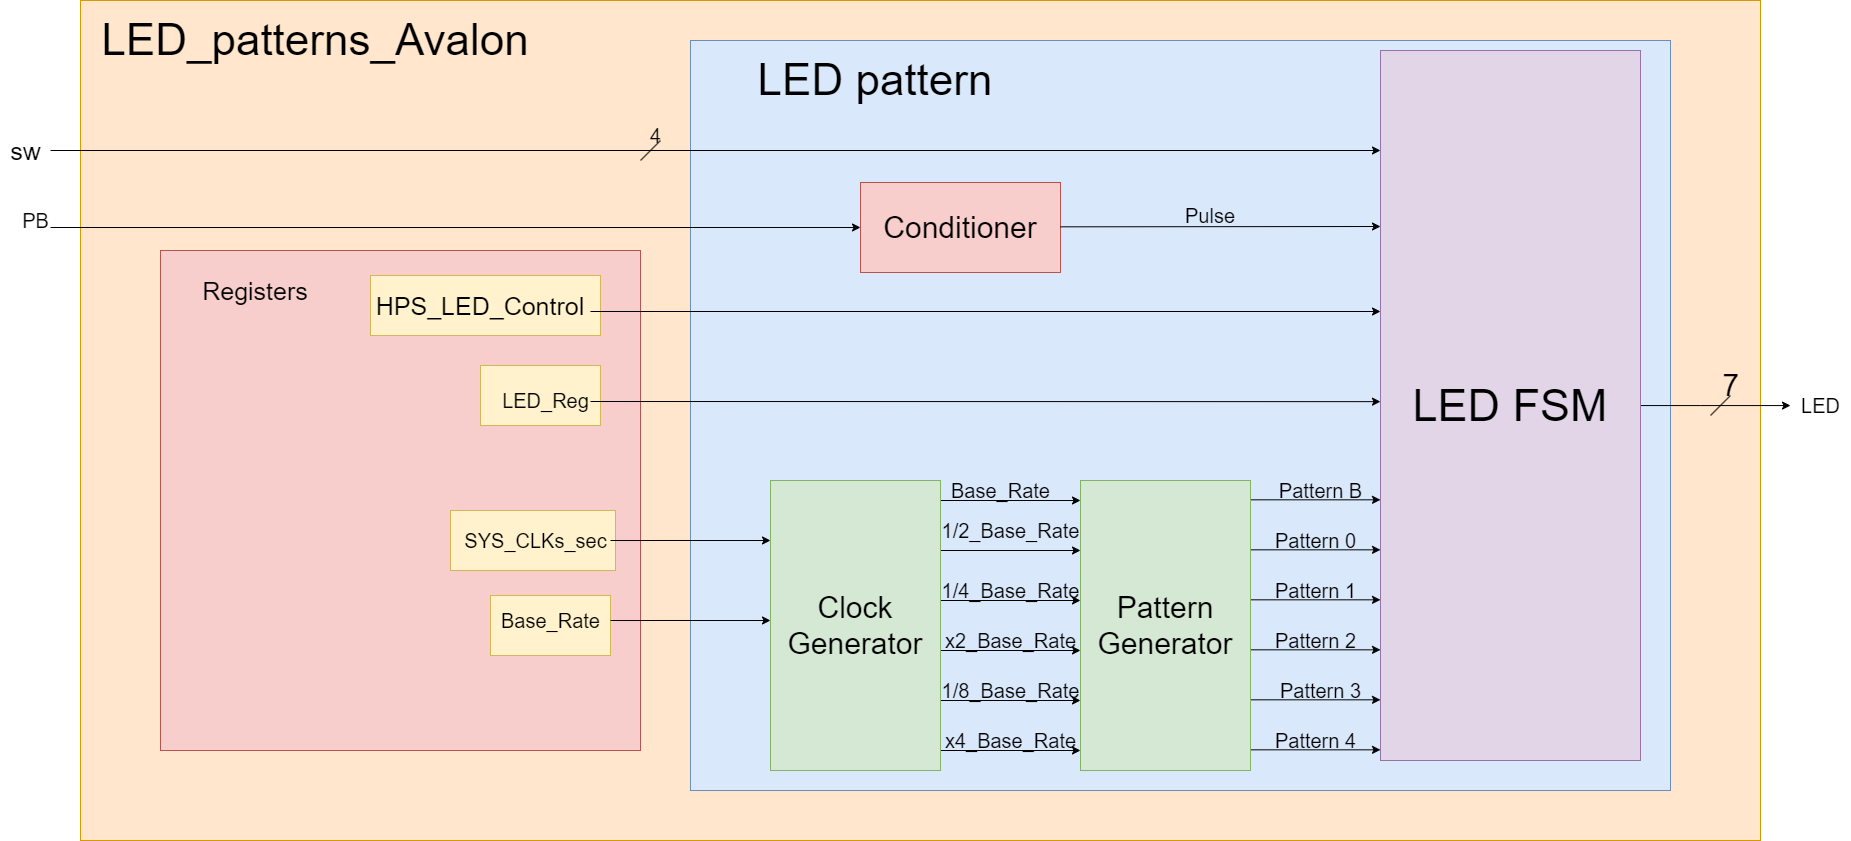 LED_patterns_Avalon
LED pattern
sw
4
PB
Conditioner
Pulse
Registers
HPS_LED_Control
LED_Reg
SYS_CLKs_sec
Base_Rate
Clock
Generator
Base_Rate
1/2_Base_Rate
1/4_Base_Rate
x2_Base_Rate
1/8_Base_Rate
x4_Base_Rate
Pattern
Generator
Pattern B
Pattern 0
Pattern 1
Pattern 2
Pattern 3
Pattern 4
LED FSM
7
LED